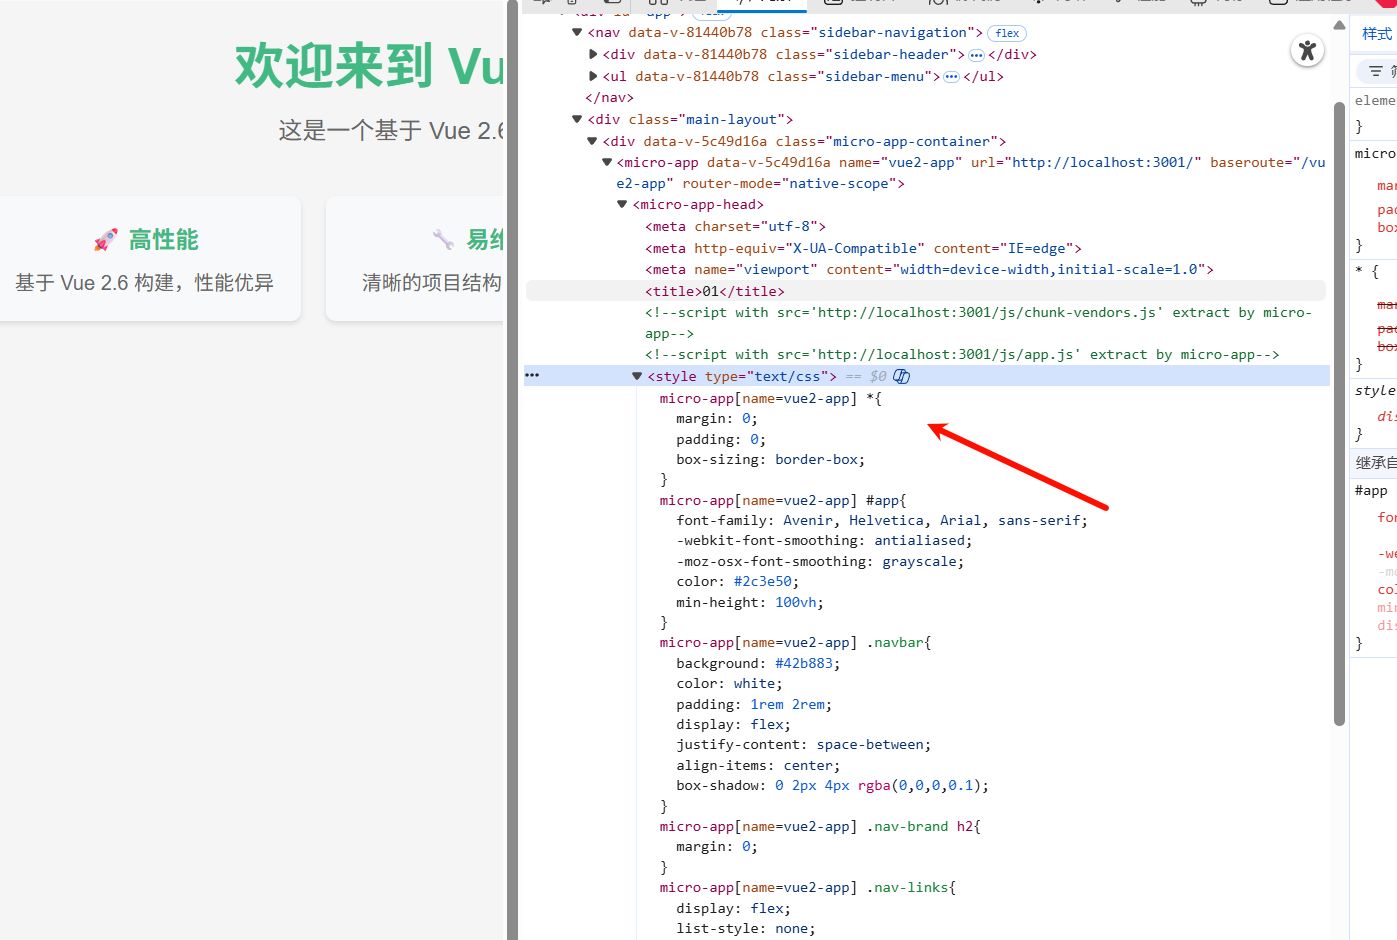 欢迎来到 Vu
这是一个基于 Vue 2.6
🚀 高性能
基于 Vue 2.6 构建，性能优异
🔧 易维
清晰的项目结构
<div id="app"> flex
<nav data-v-81440b78 class="sidebar-navigation"> flex
<div data-v-81440b78 class="sidebar-header">…</div>
<ul data-v-81440b78 class="sidebar-menu">…</ul>
</nav>
<div class="main-layout">
<div data-v-5c49d16a class="micro-app-container">
<micro-app data-v-5c49d16a name="vue2-app" url="http://localhost:3001/" baseroute="/vu
e2-app" router-mode="native-scope">
<micro-app-head>
<meta charset="utf-8">
<meta http-equiv="X-UA-Compatible" content="IE=edge">
<meta name="viewport" content="width=device-width,initial-scale=1.0">
<title>01</title>
<!--script with src='http://localhost:3001/js/chunk-vendors.js' extract by micro-
app-->
<!--script with src='http://localhost:3001/js/app.js' extract by micro-app-->
••• <style type="text/css"> == $0
micro-app[name=vue2-app] *{
margin: 0;
padding: 0;
box-sizing: border-box;
}
micro-app[name=vue2-app] #app{
font-family: Avenir, Helvetica, Arial, sans-serif;
-webkit-font-smoothing: antialiased;
-moz-osx-font-smoothing: grayscale;
color: #2c3e50;
min-height: 100vh;
}
micro-app[name=vue2-app] .navbar{
background: #42b883;
color: white;
padding: 1rem 2rem;
display: flex;
justify-content: space-between;
align-items: center;
box-shadow: 0 2px 4px rgba(0,0,0,0.1);
}
micro-app[name=vue2-app] .nav-brand h2{
margin: 0;
}
micro-app[name=vue2-app] .nav-links{
display: flex;
list-style: none;
样式
eleme
}
micro
mar
pad
box
}
* {
mar
pad
box
}
style
dis
}
继承自
#app
fon
-we
-mo
col
min
dis
}